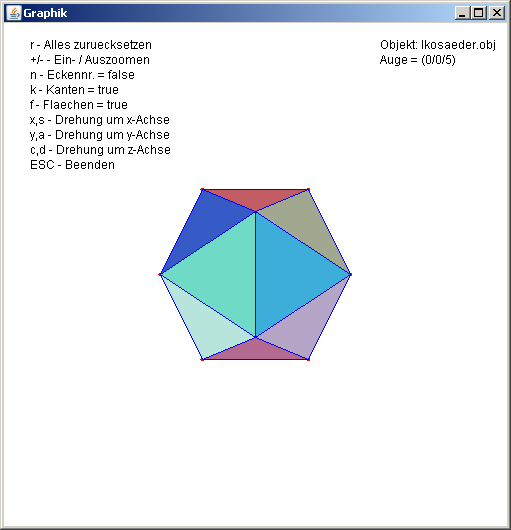 Graphik
r - Alles zuruecksetzen
+/- - Ein- / Auszoomen
n - Eckennr. = false
k - Kanten = true
f - Flaechen = true
x,s - Drehung um x-Achse
y,a - Drehung um y-Achse
c,d - Drehung um z-Achse
ESC - Beenden
Objekt: Ikosaeder.obj
Auge = (0/0/5)